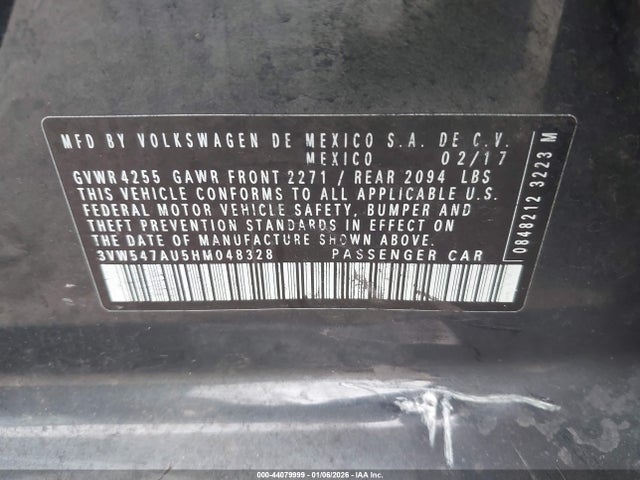 MFD BY VOLKSWAGEN DE MEXICO S.A. DE C.V.
MEXICO 02/17
GVWR 4255 GAWR FRONT 2271 / REAR 2094 LBS
THIS VEHICLE CONFORMS TO ALL APPLICABLE U.S.
FEDERAL MOTOR VEHICLE SAFETY, BUMPER AND
THEFT PREVENTION STANDARDS IN EFFECT ON
THE DATE OF MANUFACTURE SHOWN ABOVE.
3VW547AU5HM048328 PASSENGER CAR
0848212 3223 M
000-44079999 | 01/06/2026 - IAA Inc.